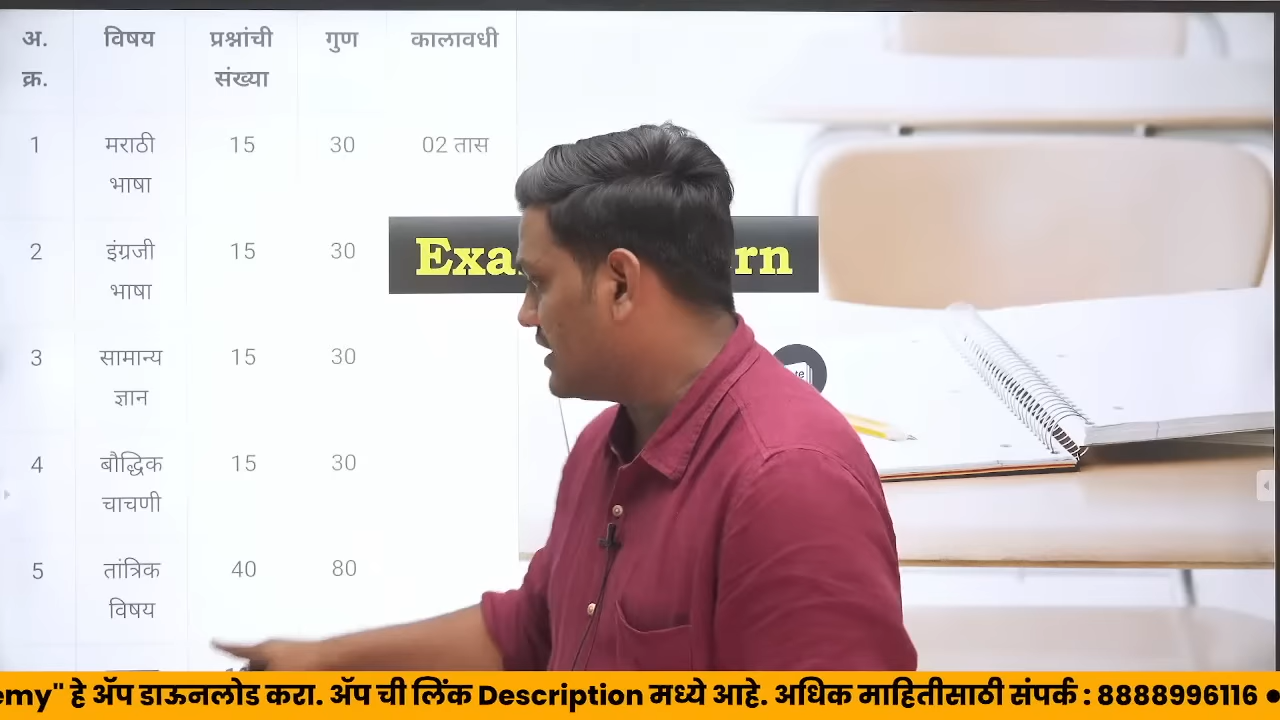 अ. क्र. विषय प्रश्नांची संख्या गुण कालावधी
1 मराठी भाषा 15 30 02 तास
2 इंग्रजी भाषा 15 30
3 सामान्य ज्ञान 15 30
4 बौद्धिक चाचणी 15 30
5 तांत्रिक विषय 40 80
Exa rn
te
emy" हे ॲप डाऊनलोड करा. ॲप ची लिंक Description मध्ये आहे. अधिक माहितीसाठी संपर्क : 8888996116 ●